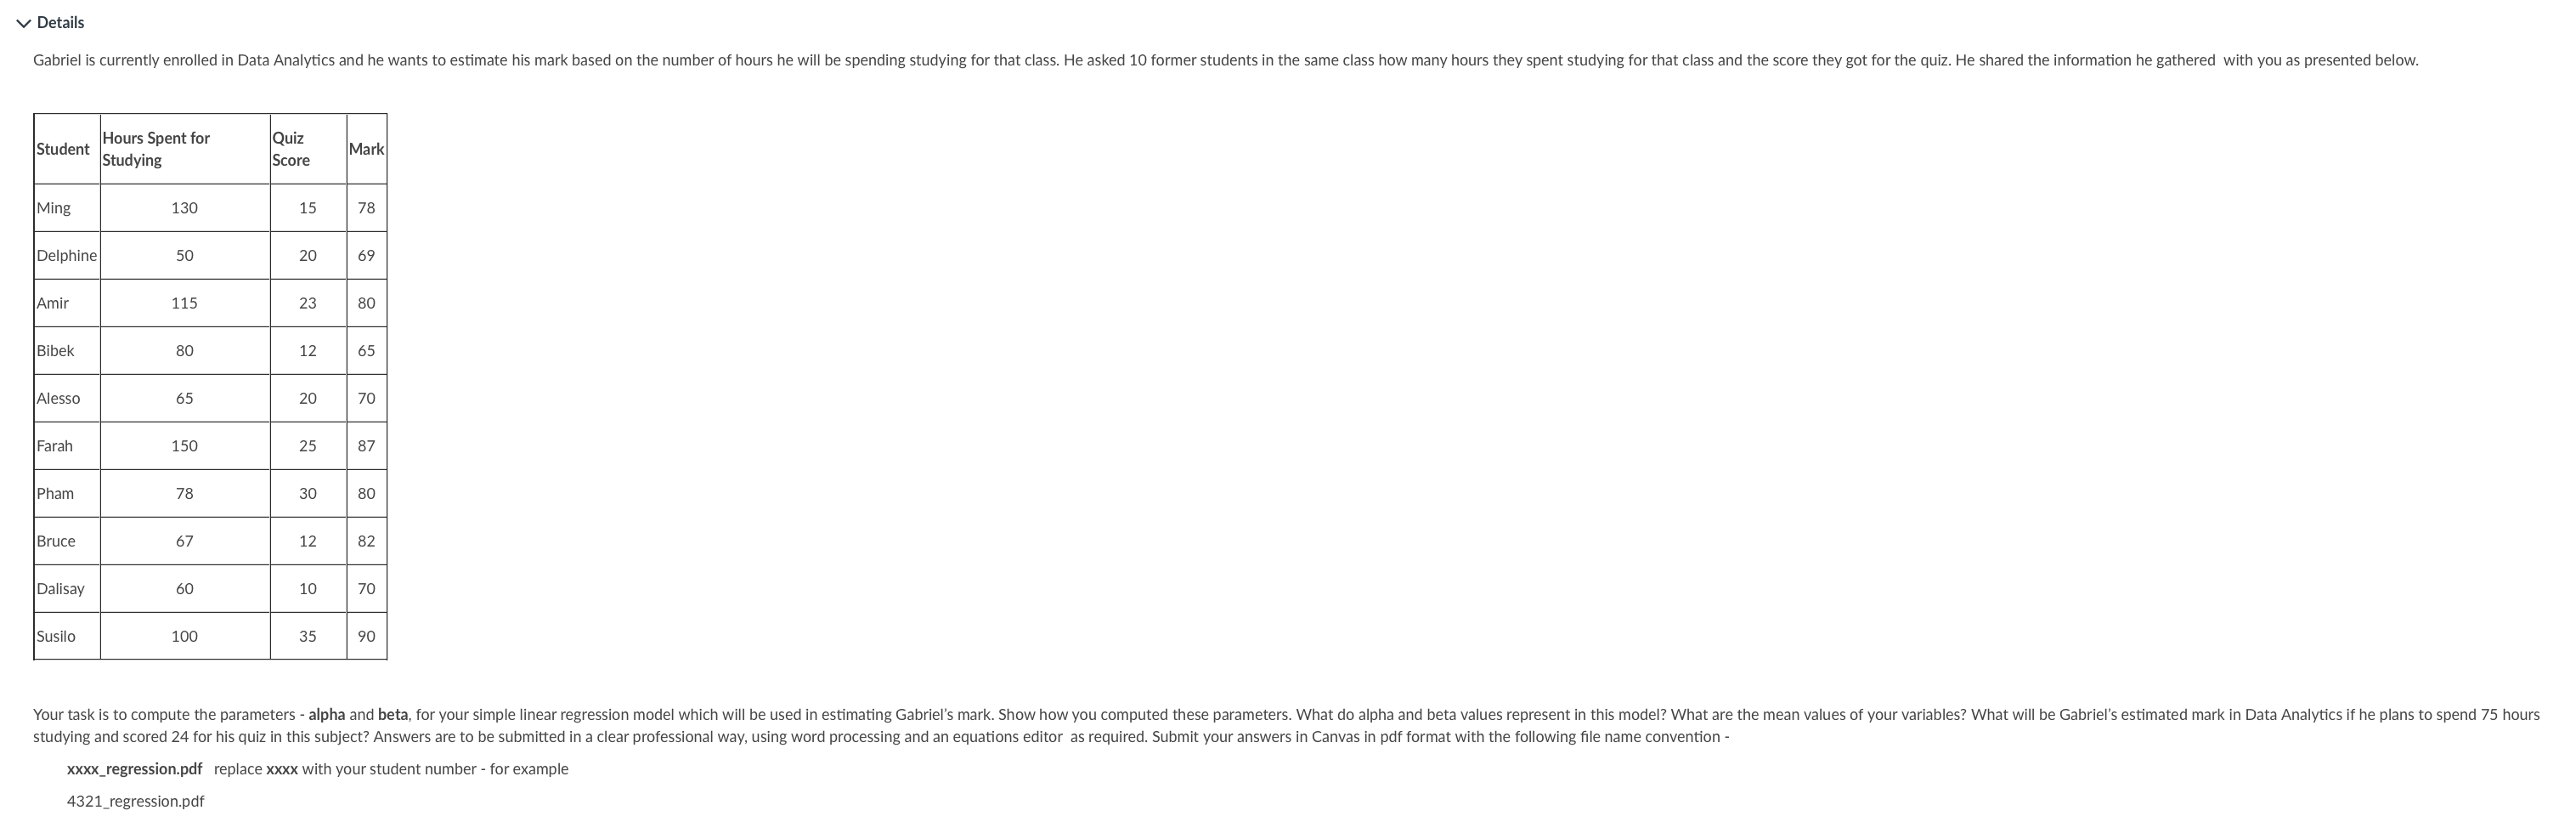 Details
Gabriel is currently enrolled in Data Analytics and he wants to estimate his mark based on the number of hours he will be spending studying for that class. He asked 10 former students in the same class how many hours they spent studying for that class and the score they got for the quiz. He shared the information he gathered  with you as presented below.
Student Hours Spent for Studying Quiz Score Mark
Ming 130 15 78
Delphine 50 20 69
Amir 115 23 80
Bibek 80 12 65
Alesso 65 20 70
Farah 150 25 87
Pham 78 30 80
Bruce 67 12 82
Dalisay 60 10 70
Susilo 100 35 90
Your task is to compute the parameters - alpha and beta, for your simple linear regression model which will be used in estimating Gabriel's mark. Show how you computed these parameters. What do alpha and beta values represent in this model? What are the mean values of your variables? What will be Gabriel's estimated mark in Data Analytics if he plans to spend 75 hours
studying and scored 24 for his quiz in this subject? Answers are to be submitted in a clear professional way, using word processing and an equations editor  as required. Submit your answers in Canvas in pdf format with the following file name convention -
xxxx_regression.pdf   replace xxxx with your student number - for example
4321_regression.pdf